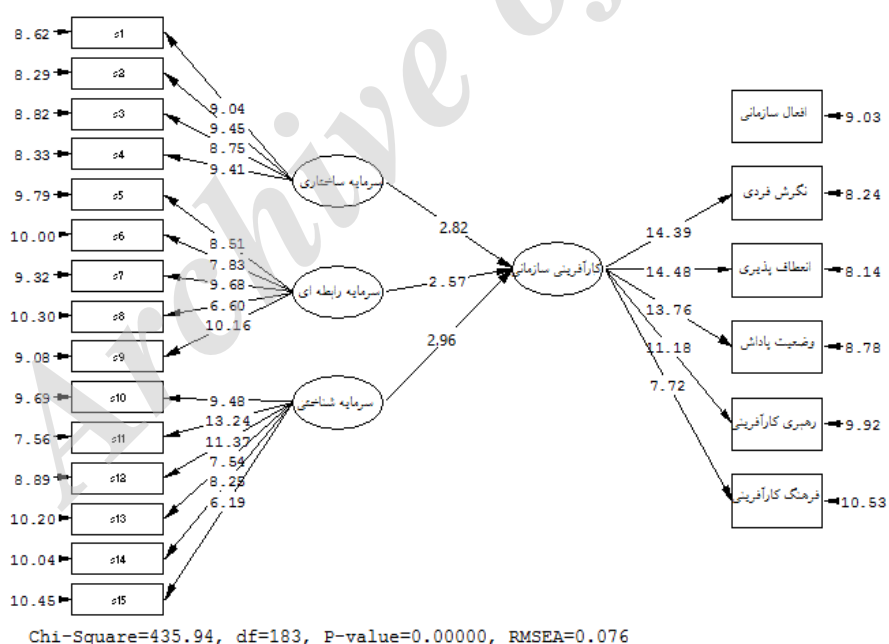 8.62 s1
8.29 s2
8.82 s3
8.33 s4
9.79 s5
10.00 s6
9.32 s7
10.30 s8
9.08 s9
9.69 s10
7.56 s11
8.89 s12
10.20 s13
10.04 s14
10.45 s15
9.04
9.45
8.75
9.41
8.51
7.83
9.68
6.60
10.16
9.48
13.24
11.37
7.54
8.25
6.19
سرمایه ساختاری
سرمایه رابطه ای
سرمایه شناختی
2.82
2.57
2.96
کارآفرینی سازمانی
14.39
14.48
13.76
11.18
7.72
افعال سازمانی 9.03
نگرش فردی 8.24
انعطاف پذیری 8.14
وضعیت پاداش 8.78
رهبری کارآفرینی 9.92
فرهنگ کارآفرینی 10.53
Chi-Square=435.94, df=183, P-value=0.00000, RMSEA=0.076
Archive of